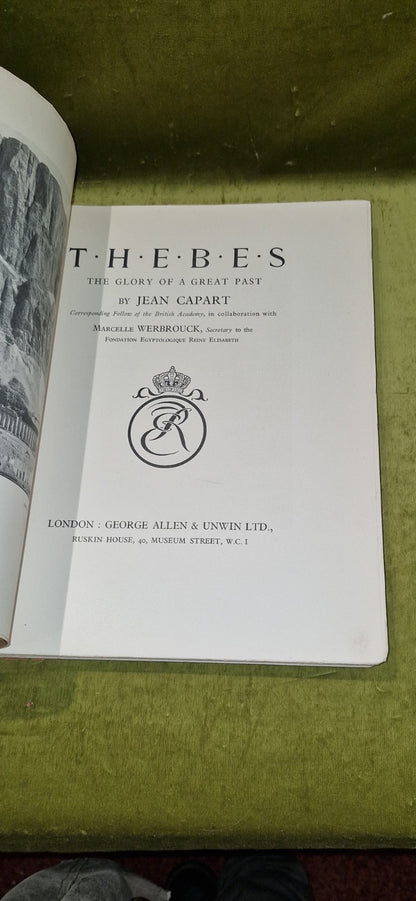 T·H·E·B·E·S
THE GLORY OF A GREAT PAST
BY JEAN CAPART
Corresponding Fellow of the British Academy, in collaboration with
MARCELLE WERBROUCK, Secretary to the
FONDATION EGYPTOLOGIQUE REINE ELISABETH
LONDON : GEORGE ALLEN & UNWIN LTD.,
RUSKIN HOUSE, 40, MUSEUM STREET, W.C. 1